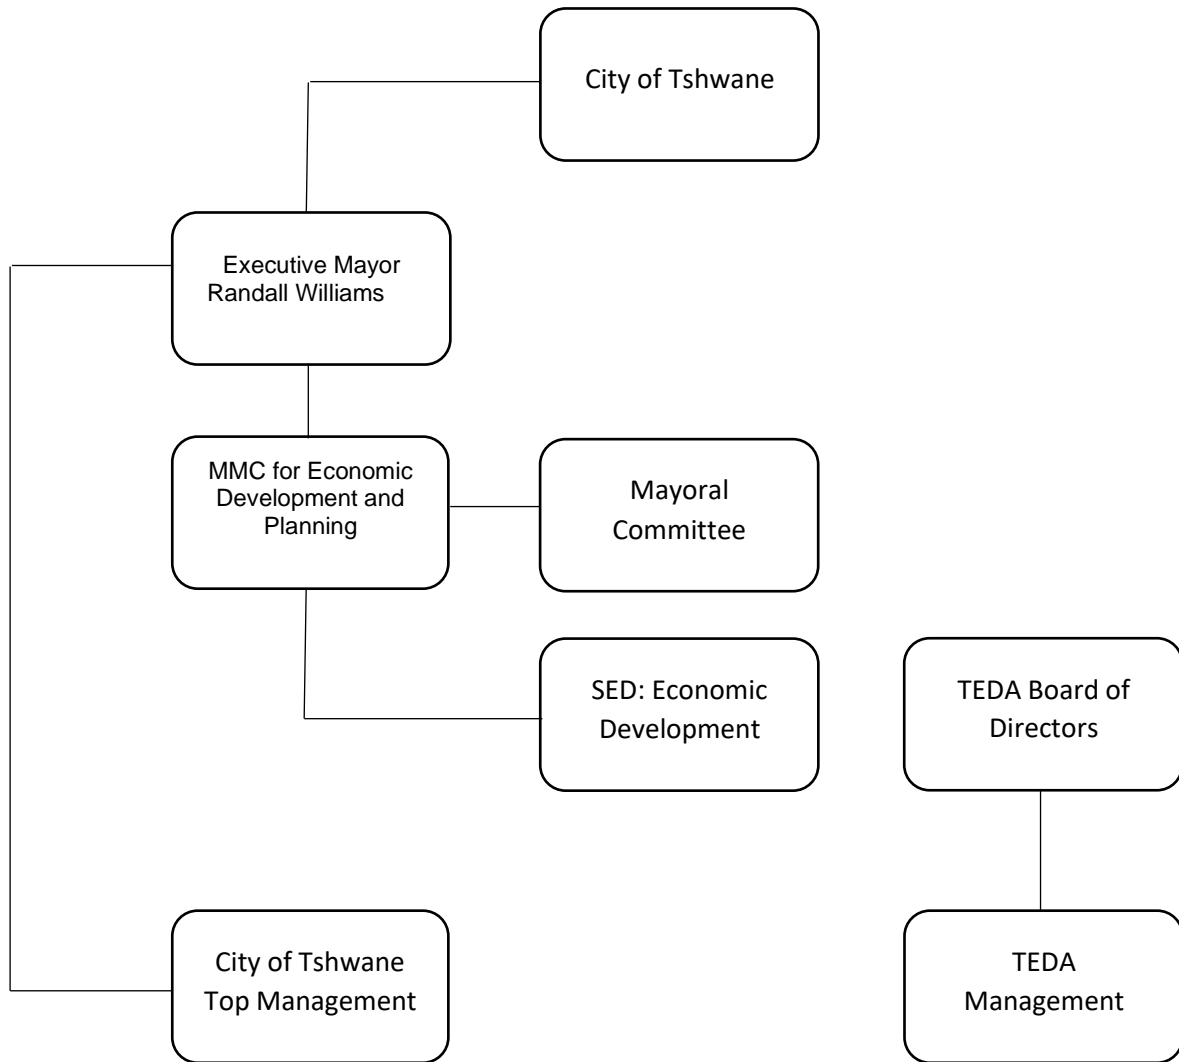 City of Tshwane
Executive Mayor
Randall Williams
MMC for Economic
Development and
Planning
Mayoral
Committee
SED: Economic
Development
TEDA Board of
Directors
City of Tshwane
Top Management
TEDA
Management